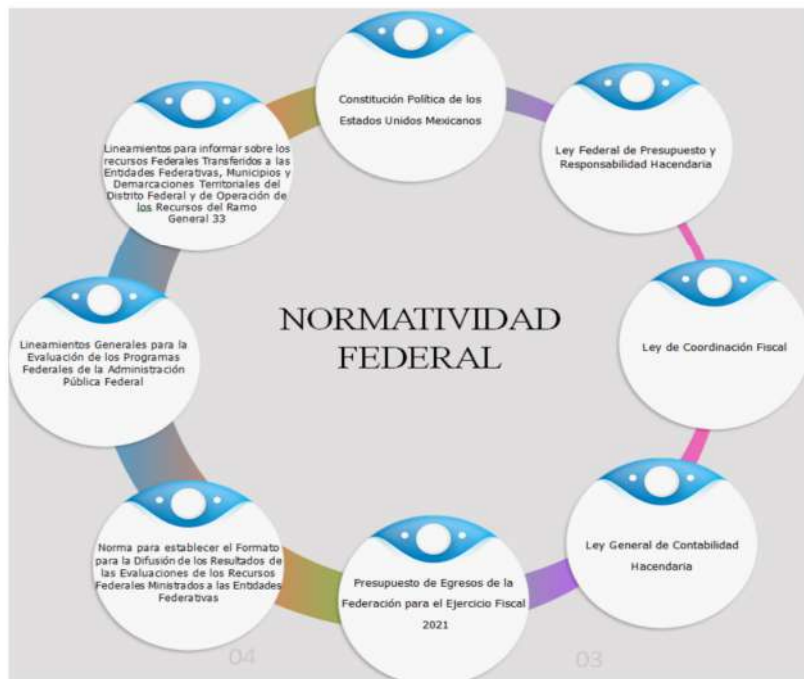 Constitución Política de los
Estados Unidos Mexicanos
Ley Federal de Presupuesto y
Responsabilidad Hacendaria
Ley de Coordinación Fiscal
Ley General de Contabilidad
Hacendaria
Presupuesto de Egresos de la
Federación para el Ejercicio Fiscal
2021
Norma para establecer el Formato
para la Difusión de los Resultados de
las Evaluaciones de los Recursos
Federales Ministrados a las Entidades
Federativas
Lineamientos Generales para la
Evaluación de los Programas
Federales de la Administración
Pública Federal
Lineamientos para informar sobre los
recursos Federales Transferidos a las
Entidades Federativas, Municipios y
Demarcaciones Territoriales del
Distrito Federal y de Operación de
los Recursos del Ramo
General 33
NORMATIVIDAD
FEDERAL
04
03